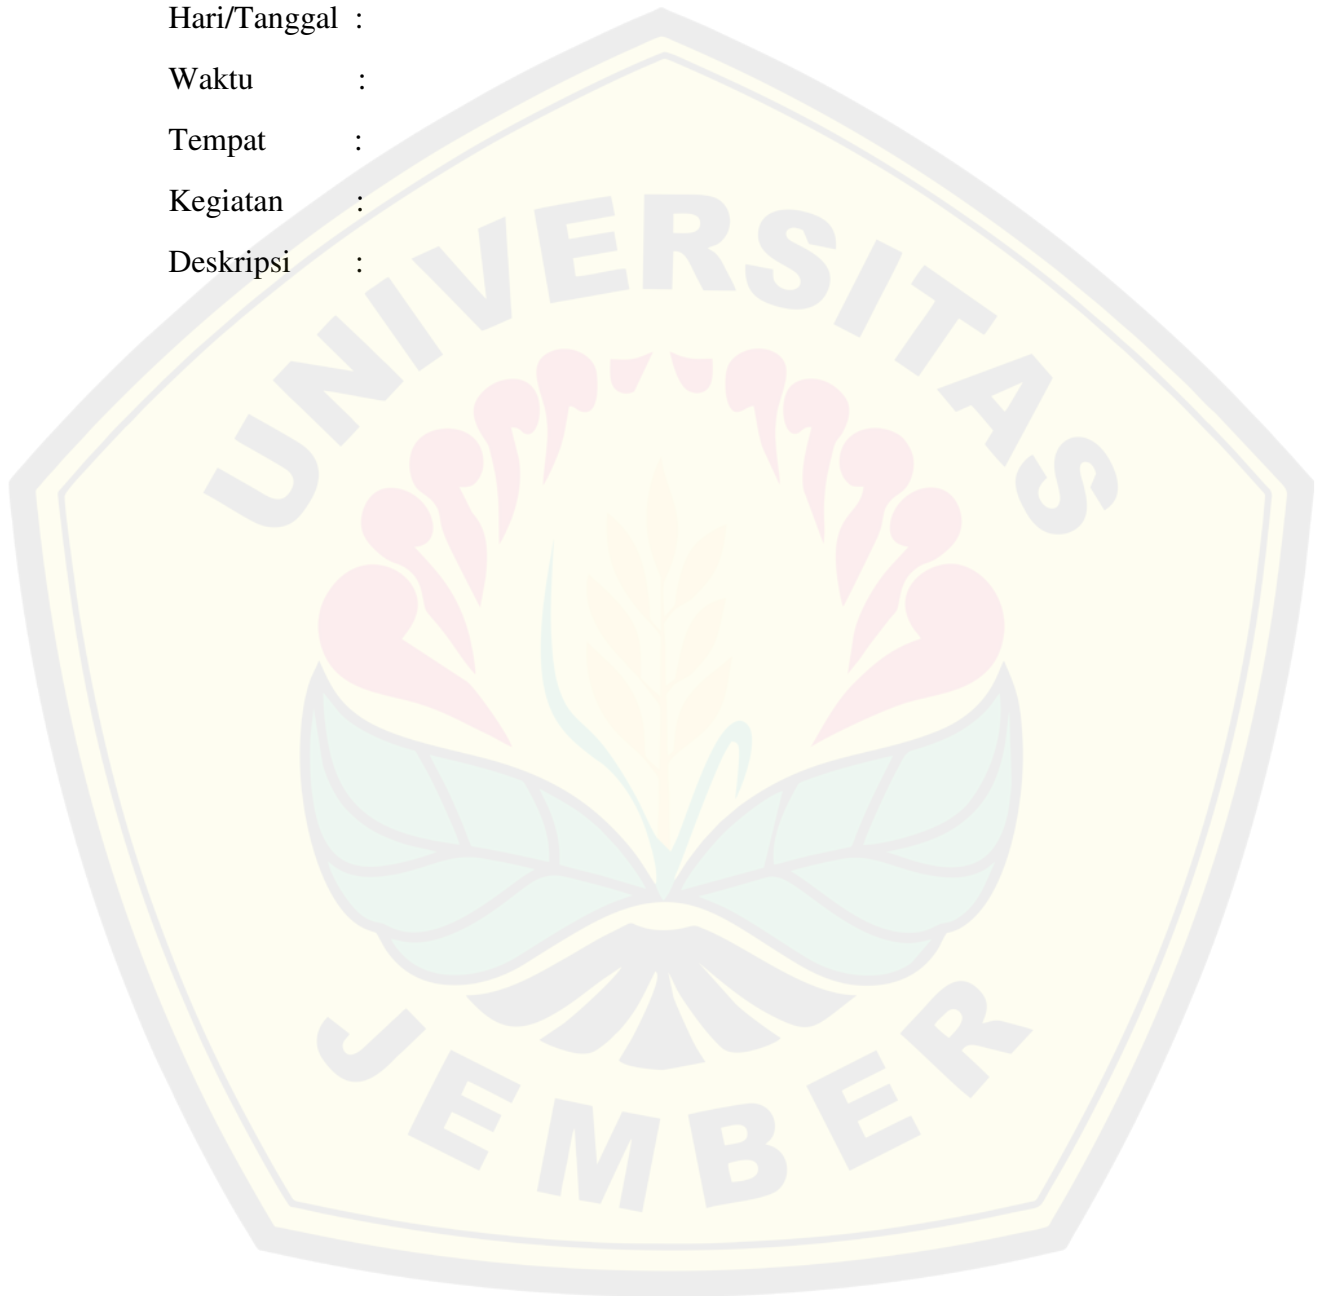 Hari/Tanggal :
Waktu :
Tempat :
Kegiatan :
Deskripsi :
UNIVERSITAS
JEMBER